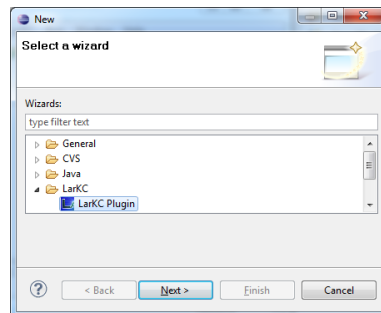 New
Select a wizard
Wizards:
type filter text
General
CVS
Java
LarKC
LarKC Plugin
?
< Back
Next >
Finish
Cancel